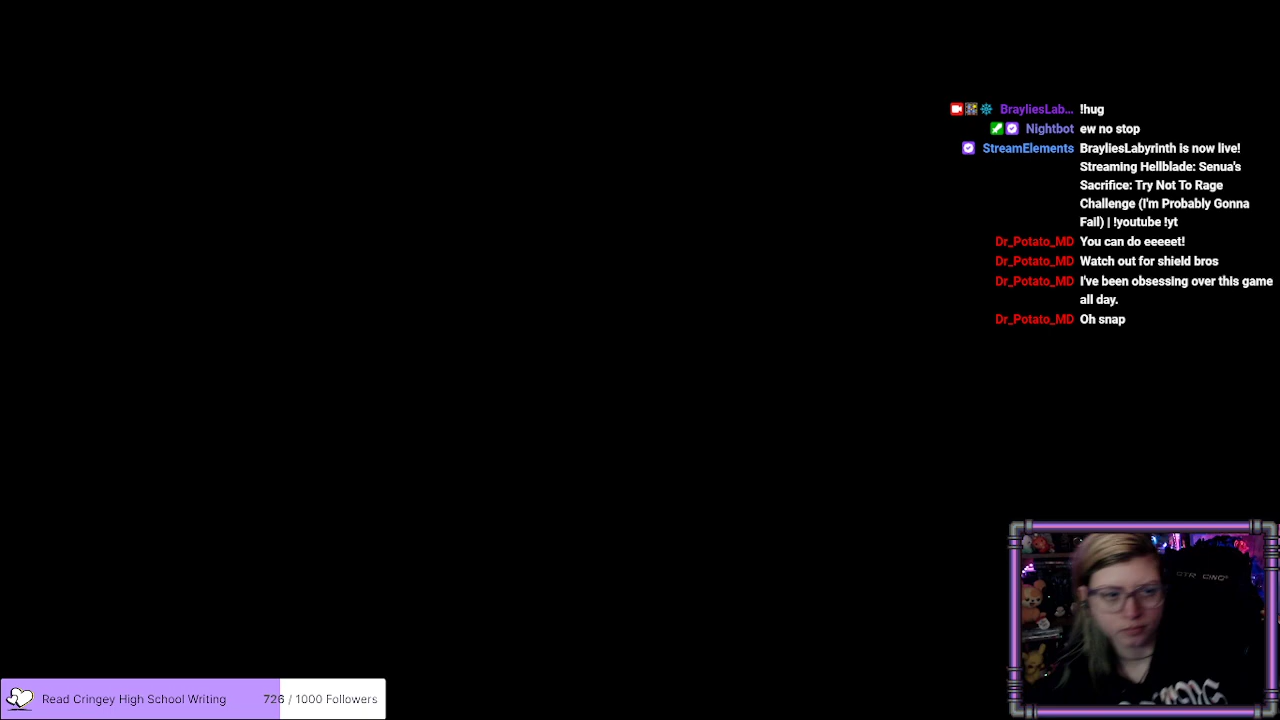 BrayliesLab... !hug
Nightbot ew no stop
StreamElements BrayliesLabyrinth is now live!
Streaming Hellblade: Senua's
Sacrifice: Try Not To Rage
Challenge (I'm Probably Gonna
Fail) | !youtube !yt
Dr_Potato_MD You can do eeeeet!
Dr_Potato_MD Watch out for shield bros
Dr_Potato_MD I've been obsessing over this game
all day.
Dr_Potato_MD Oh snap
Read Cringey High School Writing 726 / 1000 Followers